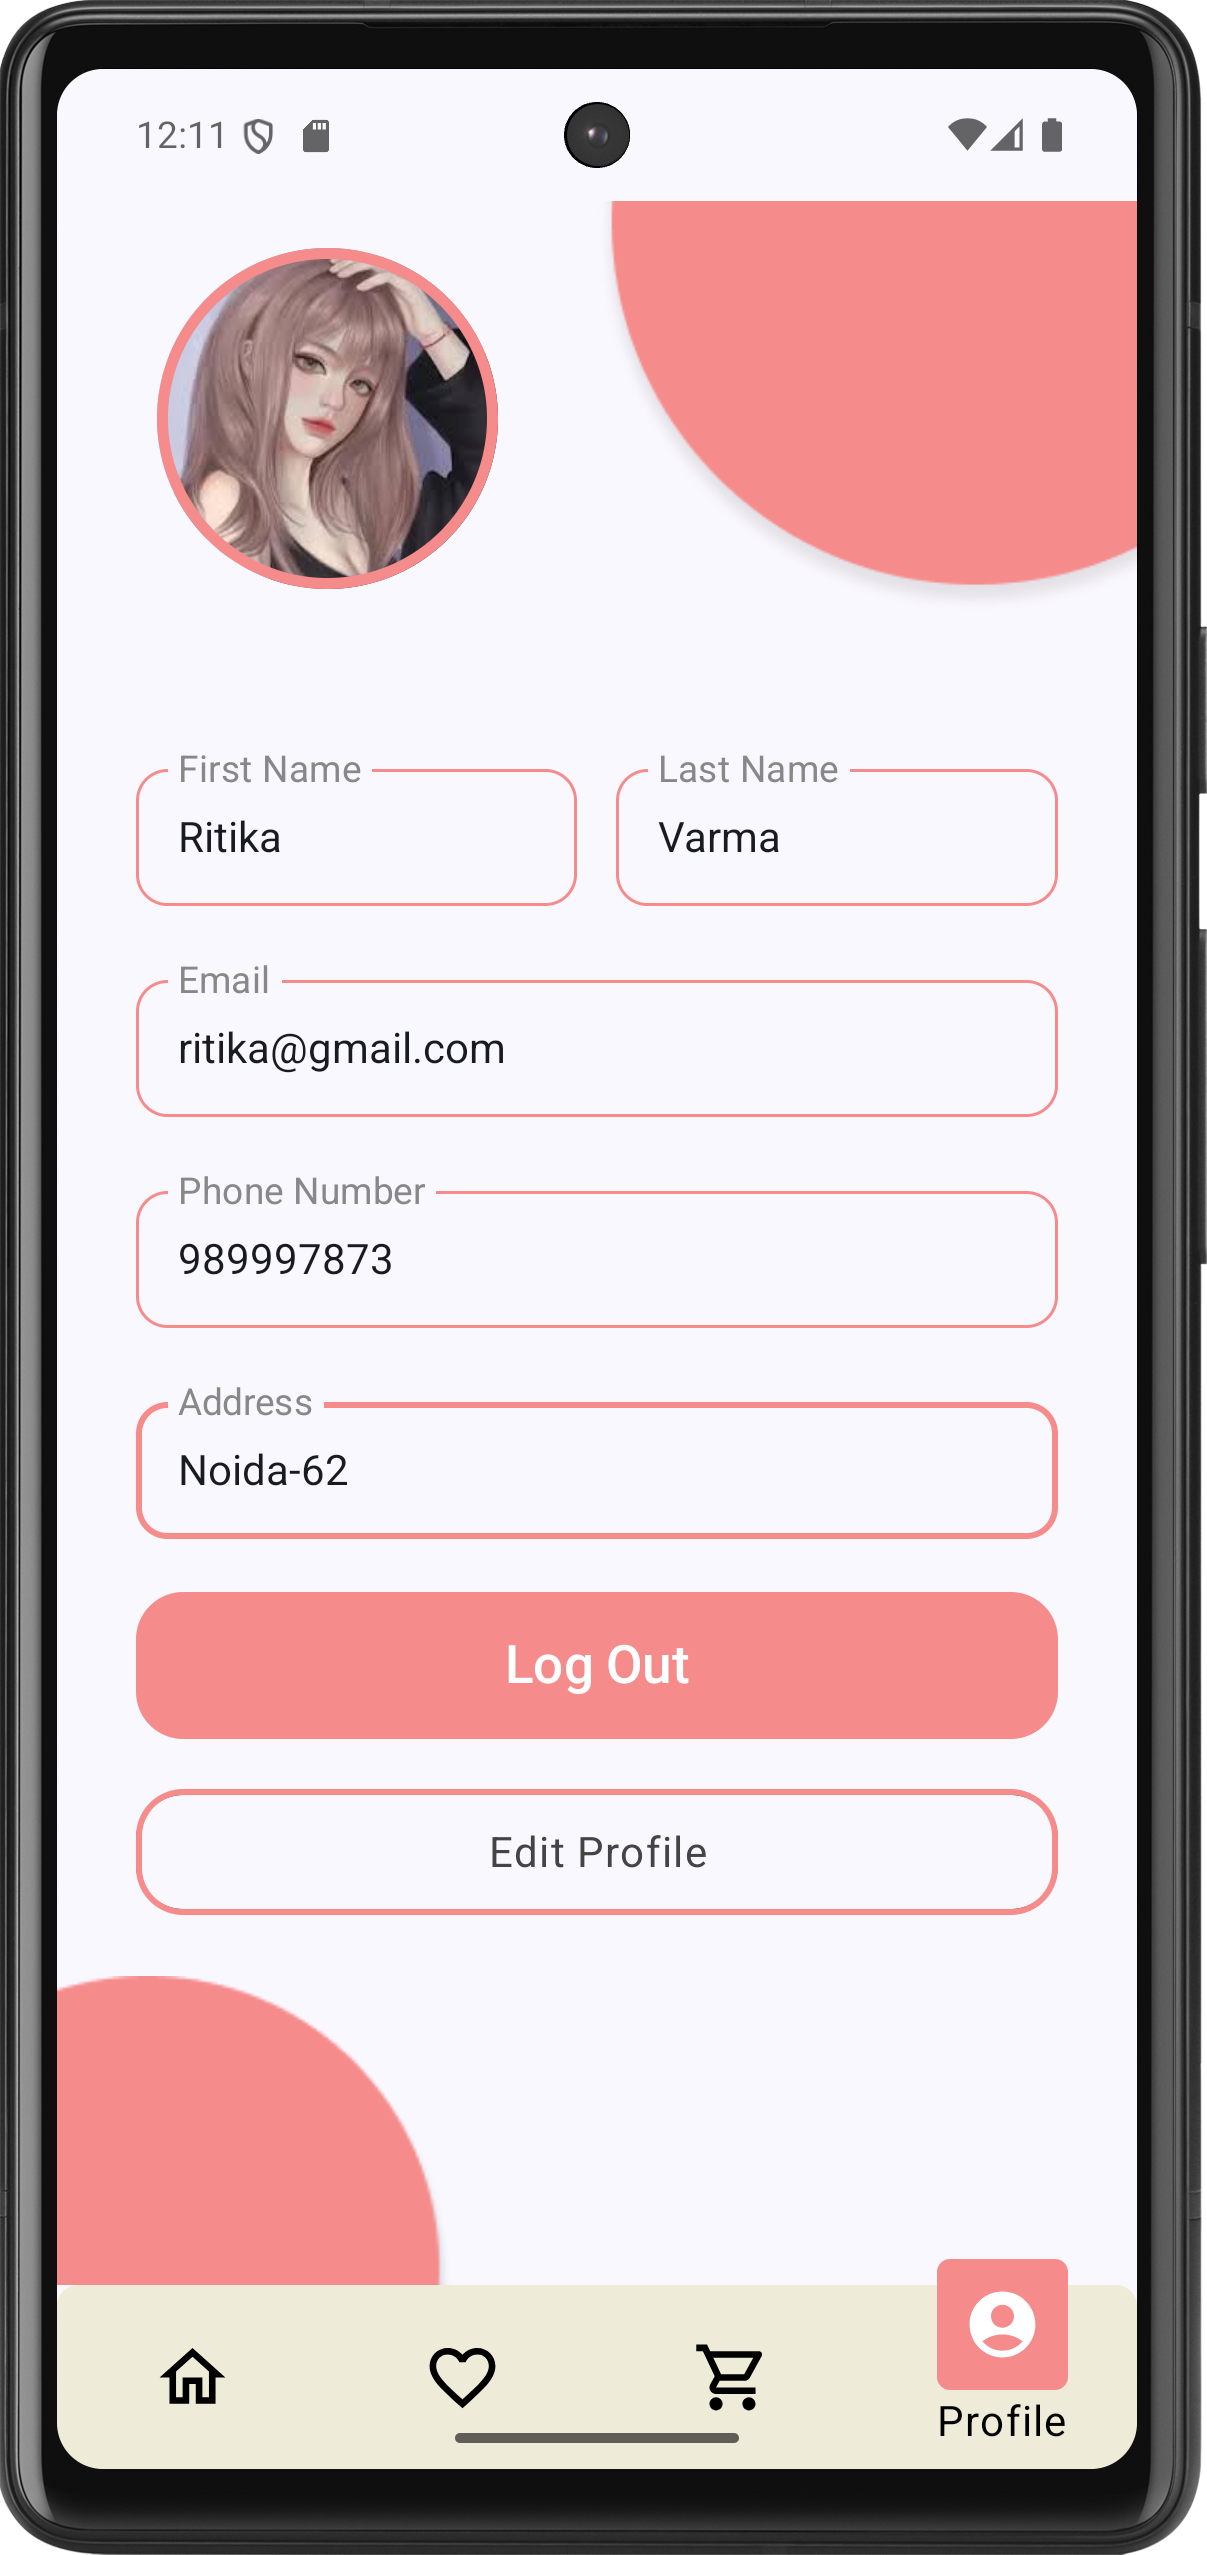 12:11
First Name
Last Name
Ritika
Varma
Email
ritika@gmail.com
Phone Number
989997873
Address
Noida-62
Log Out
Edit Profile
Profile